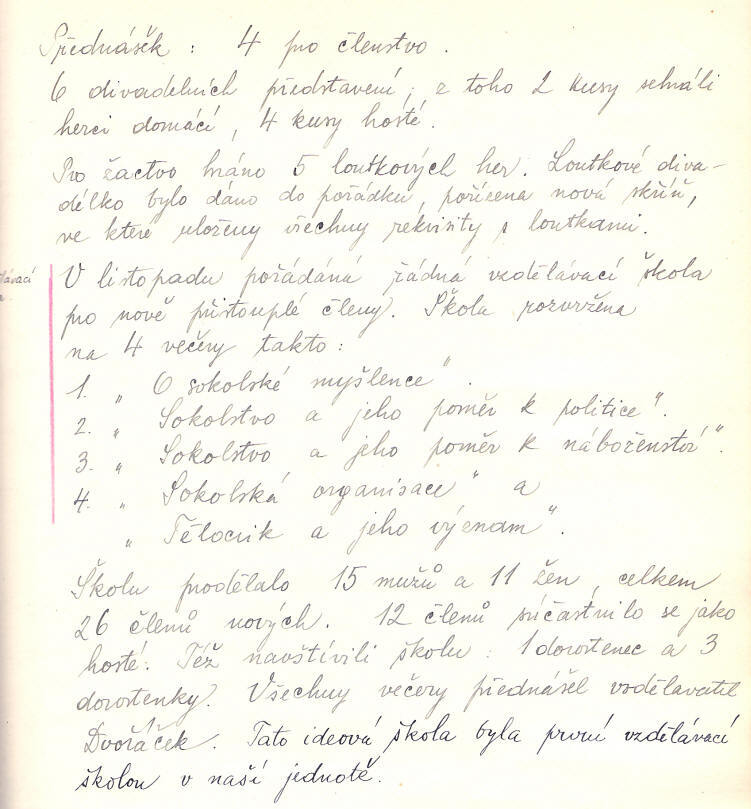 Přednášek : 4 pro členstvo .
6 divadelních představení, z toho 2 kusy sehráli
herci domácí, 4 kusy hosté.
Pro žactvo hráno 5 loutkových her. Loutkové diva-
délko bylo dáno do pořádku, pořízena nová skříň,
ve které uloženy všechny rekvisity s loutkami.
V listopadu pořádána řádná vzdělávací škola
pro nově přistouplé členy. Škola rozvržena
na 4 večery takto :
1. „ O sokolské myšlence ".
2. „ Sokolstvo a jeho poměr k politice ".
3. „ Sokolstvo a jeho poměr k náboženství ".
4. „ Sokolská organisace " a
„ Tělocvik a jeho význam ".
Školu prodělalo 15 mužů a 11 žen, celkem
26 členů nových. 12 členů súčastnilo se jako
hosté. Též navštívili školu : 1 dorostenec a 3
dorostenky. Všechny večery přednášel vzdělavatel
Dvořáček. Tato ideová škola byla první vzdělávací
školou v naší jednotě.